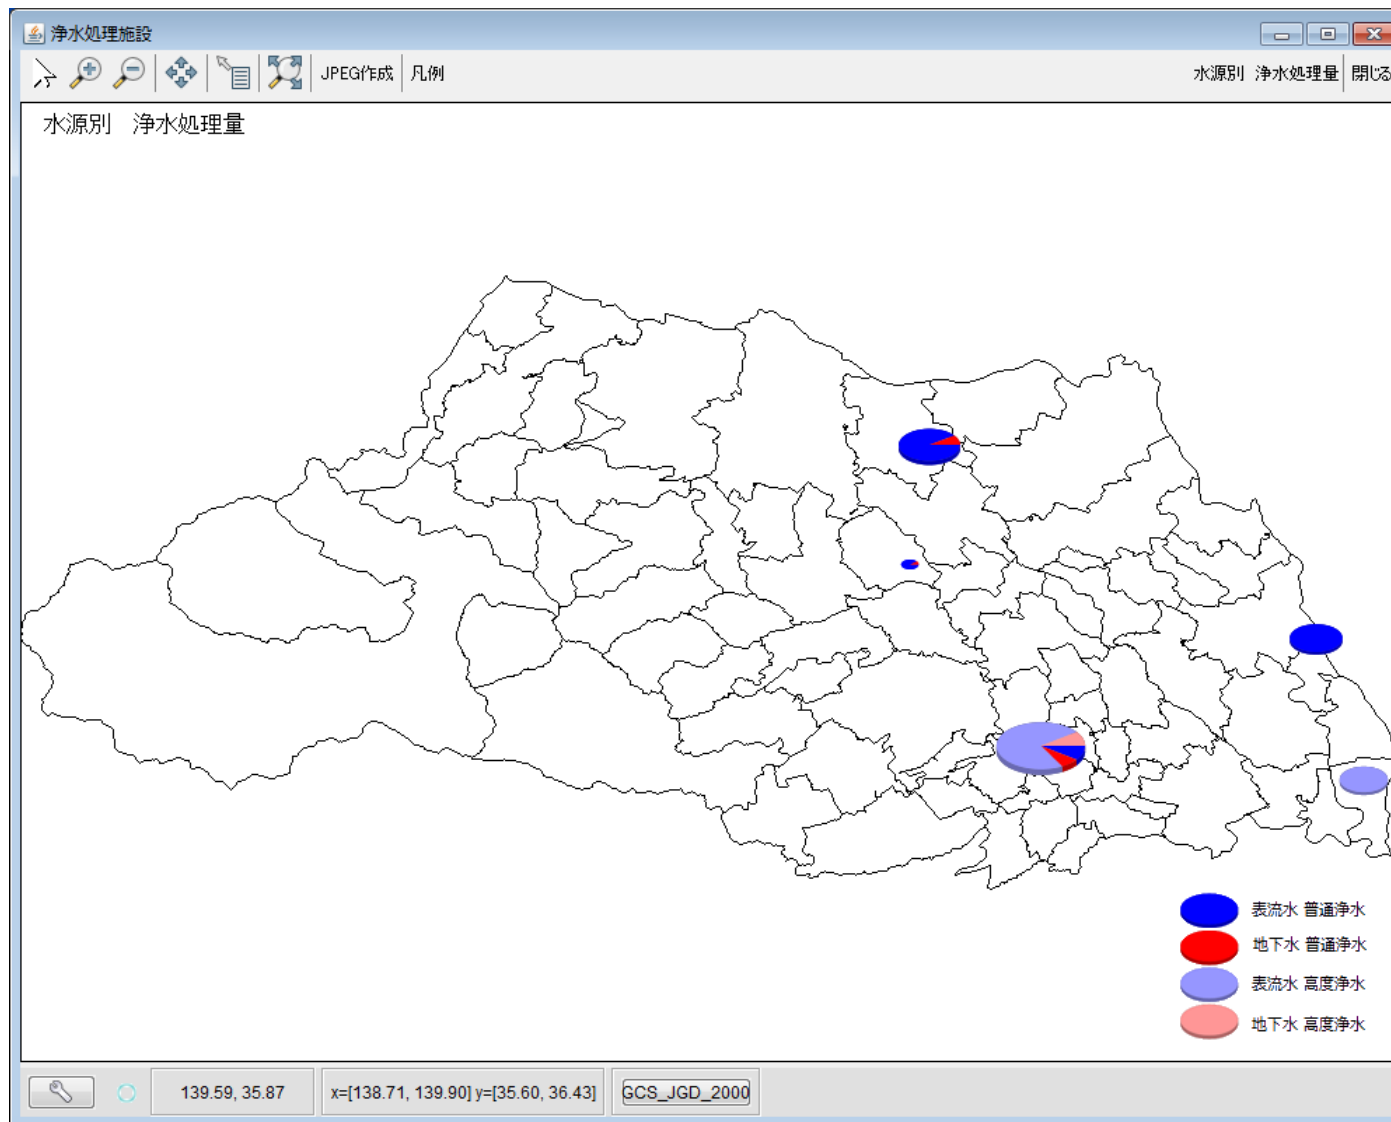 浄水処理施設
JPEG作成 凡例 水源別 浄水処理量 閉じる
水源別 浄水処理量
表流水 普通浄水
地下水 普通浄水
表流水 高度浄水
地下水 高度浄水
139.59, 35.87 x=[138.71, 139.90] y=[35.60, 36.43] GCS_JGD_2000